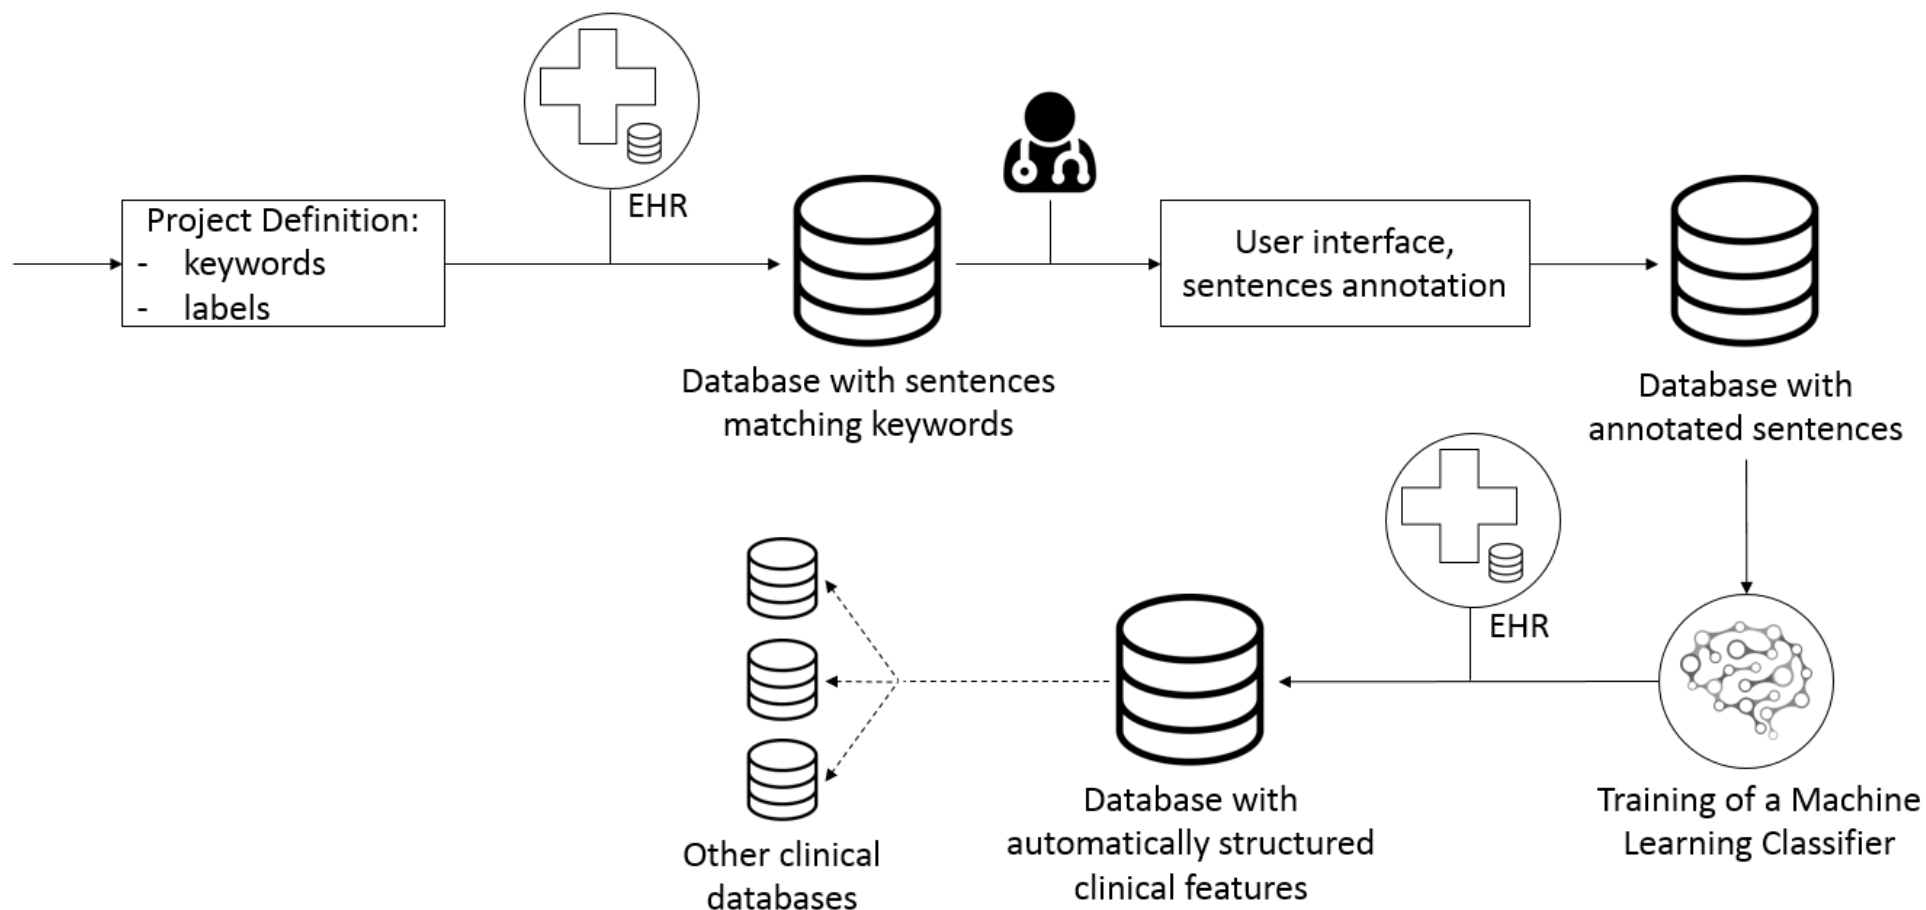 EHR
Project Definition:
- keywords
- labels
User interface,
sentences annotation
Database with sentences
matching keywords
Database with
annotated sentences
EHR
Training of a Machine
Learning Classifier
Database with
automatically structured
clinical features
Other clinical
databases